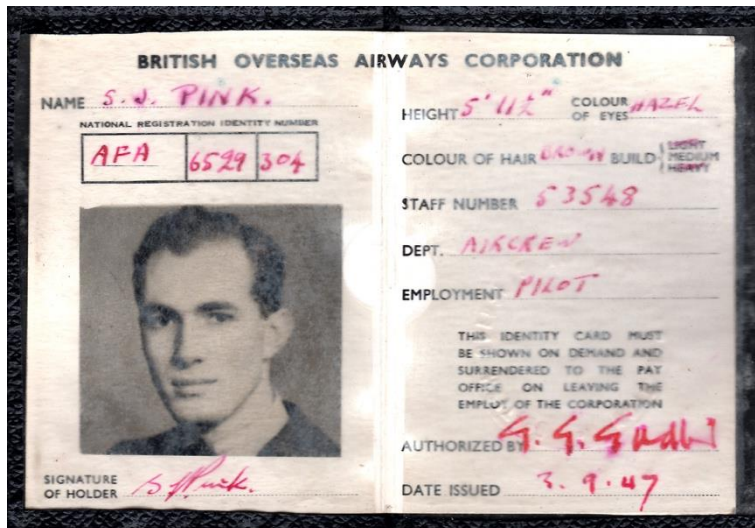 BRITISH OVERSEAS AIRWAYS CORPORATION
NAME S. J. PINK.
NATIONAL REGISTRATION IDENTITY NUMBER
AFA 6529 304
SIGNATURE
OF HOLDER S J Pink.
HEIGHT 5' 11½" COLOUR OF EYES HAZEL
COLOUR OF HAIR BROWN BUILD LIGHT MEDIUM HEAVY
STAFF NUMBER 53548
DEPT. AIRCREW
EMPLOYMENT PILOT
THIS IDENTITY CARD MUST
BE SHOWN ON DEMAND AND
SURRENDERED TO THE PAY
OFFICE ON LEAVING THE
EMPLOY OF THE CORPORATION
AUTHORIZED BY G. G.
DATE ISSUED 3.9.47